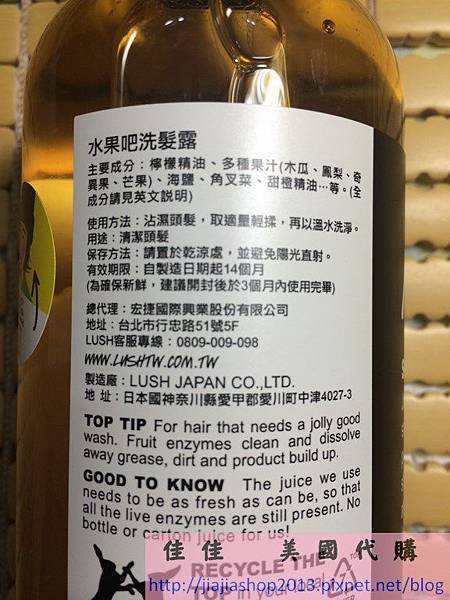 水果吧洗髮露
主要成分：檸檬精油、多種果汁(木瓜、鳳梨、奇
異果、芒果)、海鹽、角叉菜、甜橙精油…等。(全
成分請見英文説明)
使用方法：沾濕頭髮，取適量輕揉，再以溫水洗淨。
用途：清潔頭髮
保存方法：請置於乾涼處，並避免陽光直射。
有效期限：自製造日期起14個月
(為確保新鮮，建議開封後於3個月內使用完畢)
總代理：宏捷國際興業股份有限公司
地址：台北市行忠路51號5F
LUSH客服專線：0809-009-098
WWW.LUSHTW.COM.TW
製造廠：LUSH JAPAN CO.,LTD.
地 址：日本國神奈川縣愛甲郡愛川町中津4027-3
TOP TIP For hair that needs a jolly good
wash. Fruit enzymes clean and dissolve
away grease, dirt and product build up.
GOOD TO KNOW The juice we use
needs to be as fresh as can be, so that
all the live enzymes are still present. No
bottle or carton juice for us!
佳佳 美國代購
RECYCLE THE
TOP in your
http://jiajiashop2013.pixnet.net/blog